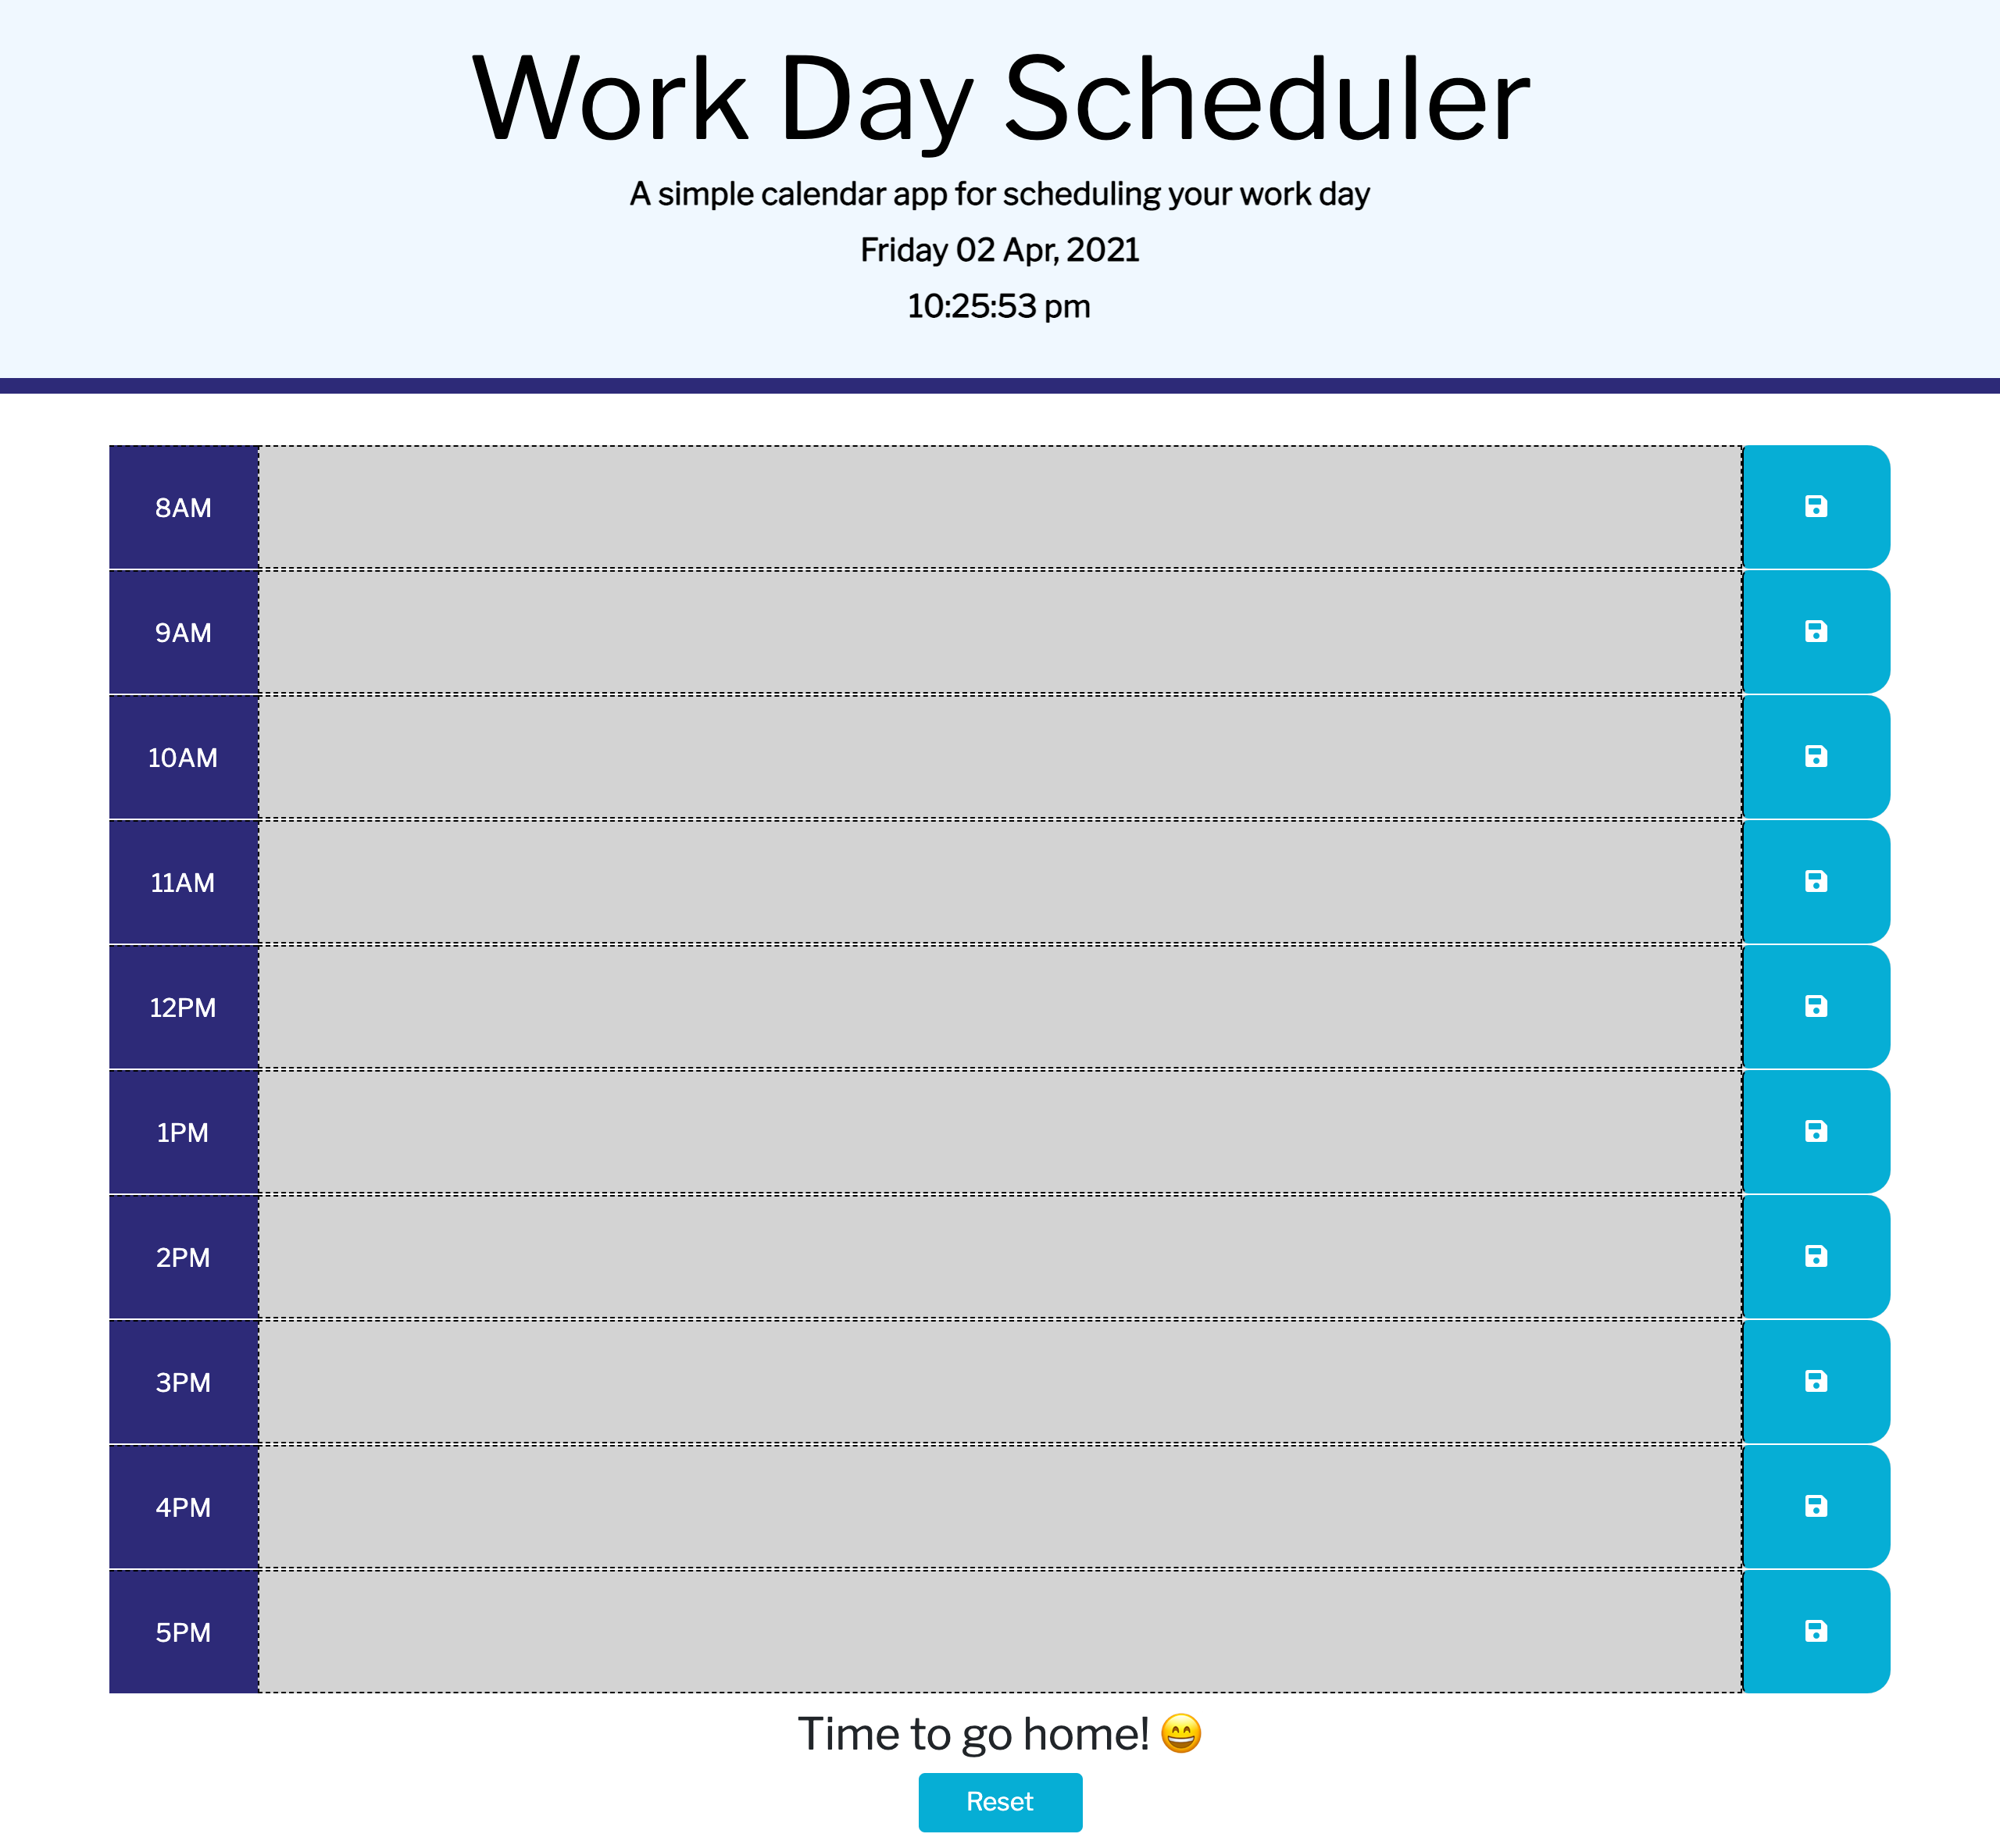 Work Day Scheduler
A simple calendar app for scheduling your work day
Friday 02 Apr, 2021
10:25:53 pm
8AM
9AM
10AM
11AM
12PM
1PM
2PM
3PM
4PM
5PM
Time to go home! 😄
Reset